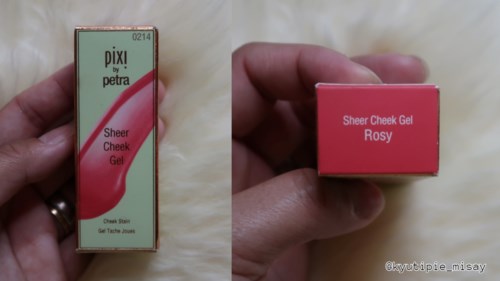 0214
pixi
by
petra
Sheer
Cheek
Gel
Cheek Stain
Gel Tache Joues
Sheer Cheek Gel
Rosy
@kyutipie_misay